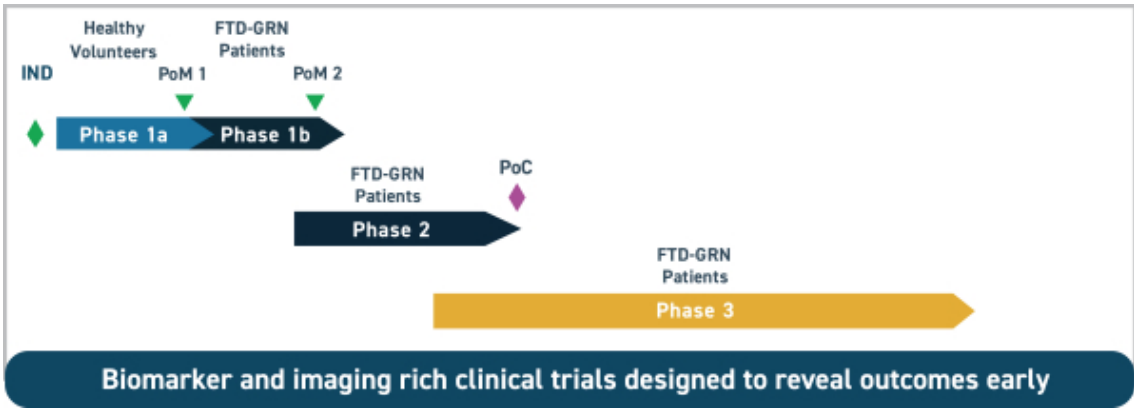 Healthy
Volunteers
FTD-GRN
Patients
IND
PoM 1
PoM 2
Phase 1a
Phase 1b
FTD-GRN
Patients
PoC
Phase 2
FTD-GRN
Patients
Phase 3
Biomarker and imaging rich clinical trials designed to reveal outcomes early